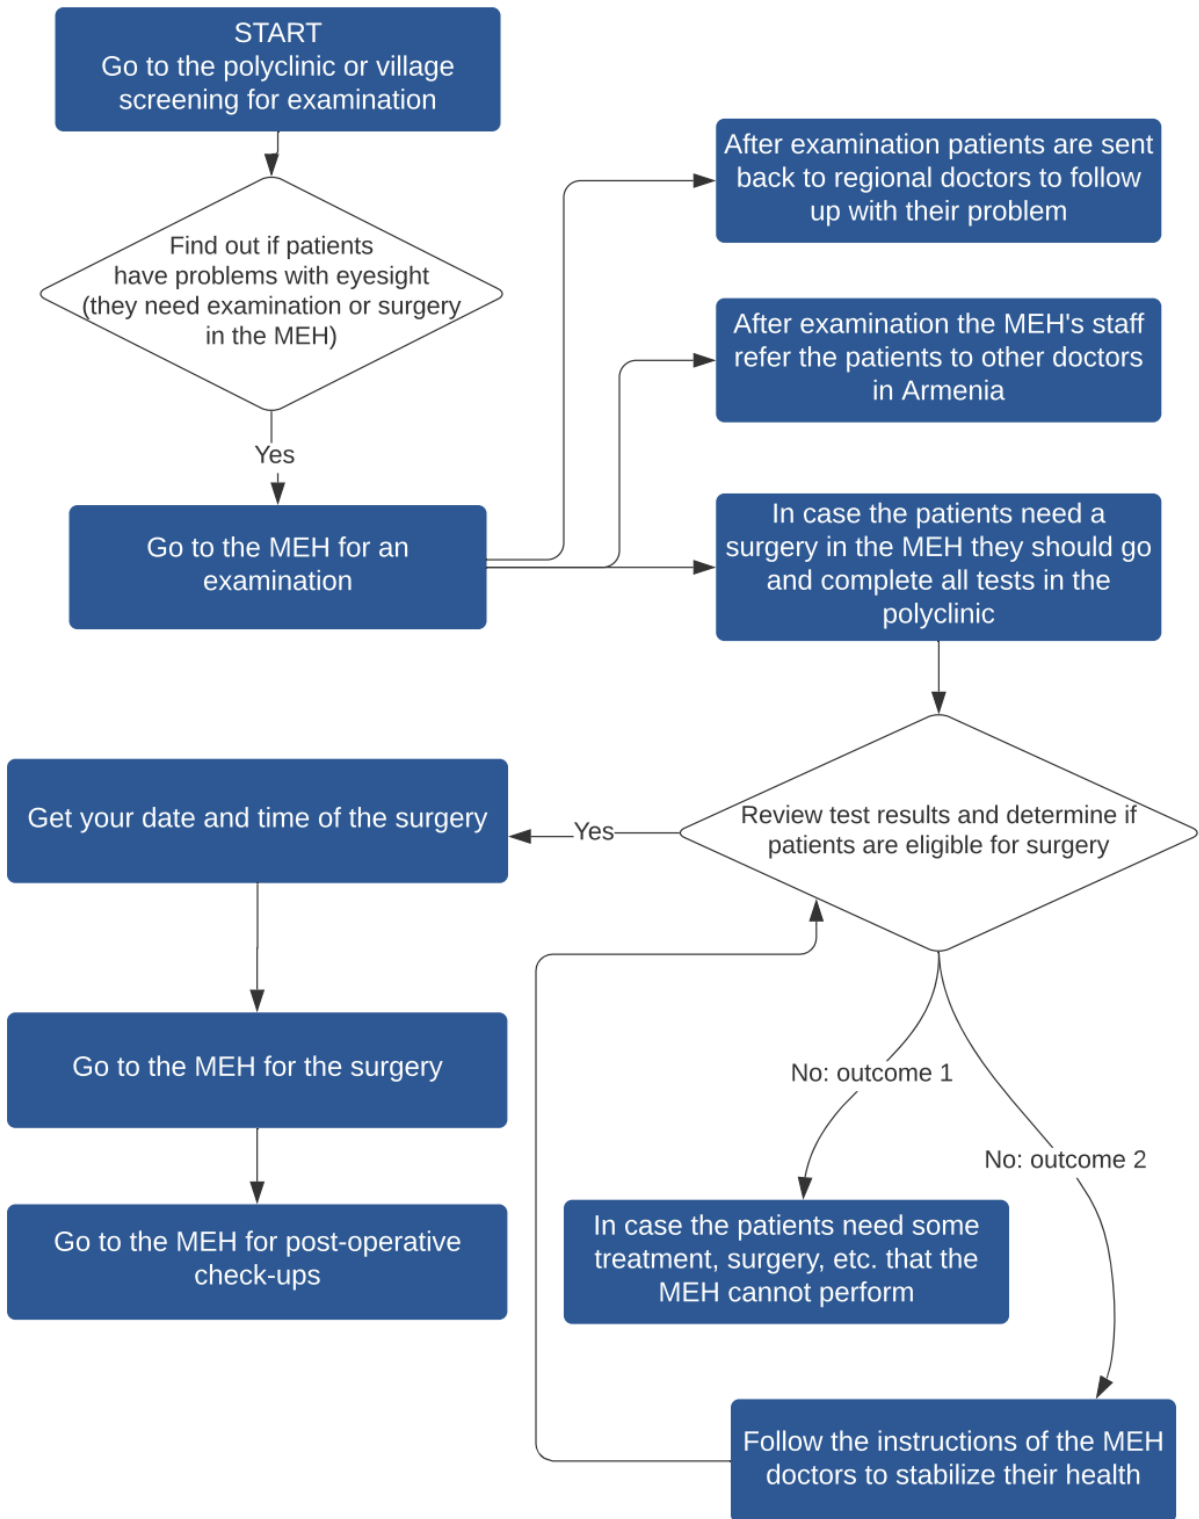 START
Go to the polyclinic or village
screening for examination
After examination patients are sent
back to regional doctors to follow
up with their problem
Find out if patients
have problems with eyesight
(they need examination or surgery
in the MEH)
After examination the MEH's staff
refer the patients to other doctors
in Armenia
Yes
Go to the MEH for an
examination
In case the patients need a
surgery in the MEH they should go
and complete all tests in the
polyclinic
Review test results and determine if
patients are eligible for surgery
Yes
Get your date and time of the surgery
Go to the MEH for the surgery
Go to the MEH for post-operative
check-ups
No: outcome 1
No: outcome 2
In case the patients need some
treatment, surgery, etc. that the
MEH cannot perform
Follow the instructions of the MEH
doctors to stabilize their health